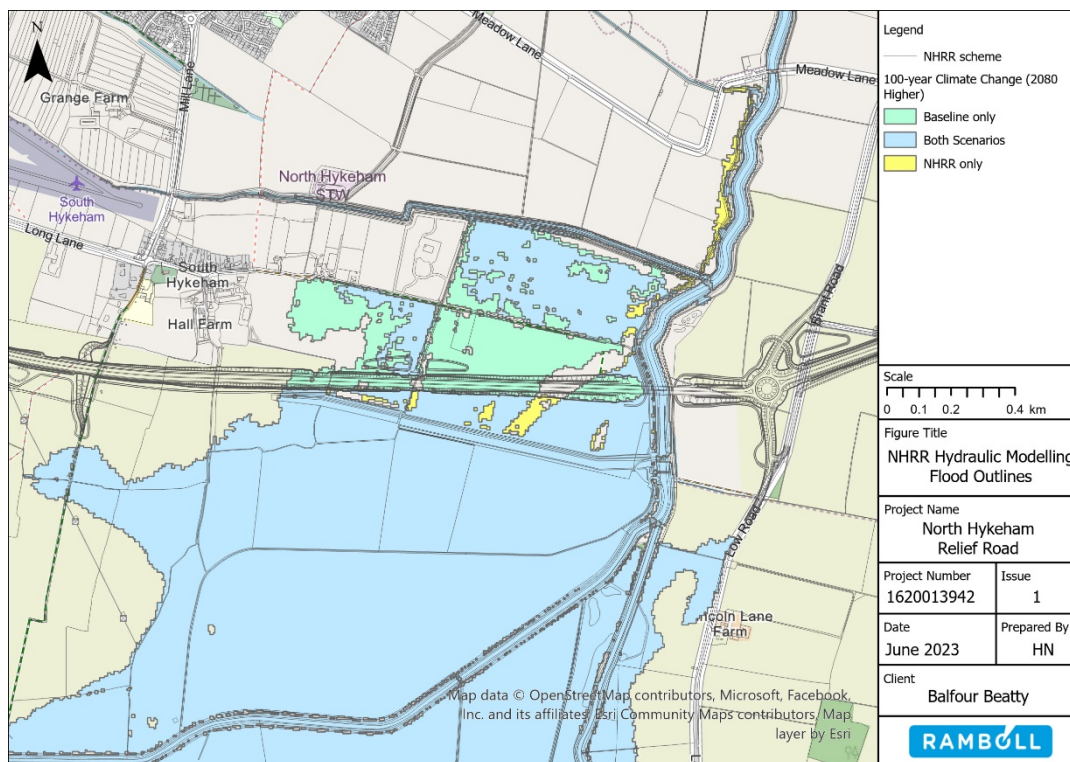 N
Meadow Lane
Meadow Lane
Mill Lane
Grange Farm
North Hykeham
STW
South
Hykeham
Long Lane
South
Hykeham
Hall Farm
Brant Road
Low Road
Lincoln Lane
Farm
94
Map data © OpenStreetMap contributors, Microsoft, Facebook,
Inc. and its affiliates, Esri Community Maps contributors, Map
layer by Esri
Legend
NHRR scheme
100-year Climate Change (2080
Higher)
Baseline only
Both Scenarios
NHRR only
Scale
0 0.1 0.2 0.4 km
Figure Title
NHRR Hydraulic Modelling
Flood Outlines
Project Name
North Hykeham
Relief Road
Project Number
1620013942
Issue
1
Date
June 2023
Prepared By
HN
Client
Balfour Beatty
RAMBOLL